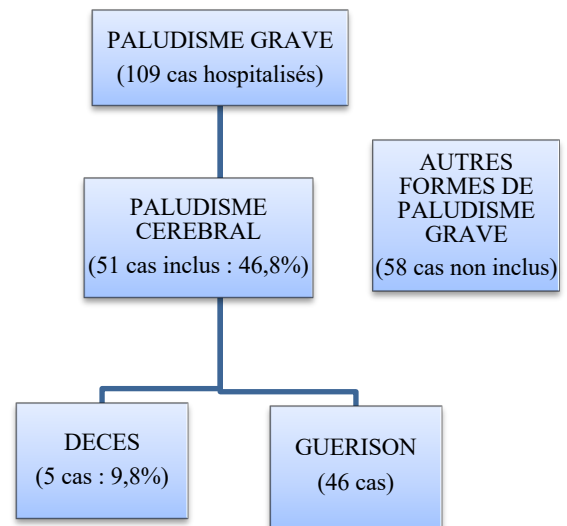 PALUDISME GRAVE
(109 cas hospitalisés)
PALUDISME
CEREBRAL
(51 cas inclus : 46,8%)
AUTRES
FORMES DE
PALUDISME
GRAVE
(58 cas non inclus)
DECES
(5 cas : 9,8%)
GUERISON
(46 cas)